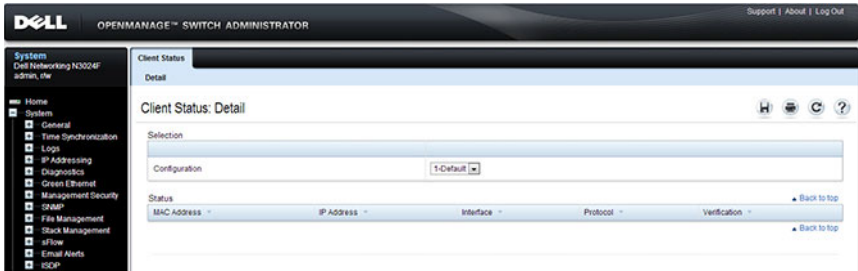 Support | About | Log Out
DELL OPENMANAGE™ SWITCH ADMINISTRATOR
System
Dell Networking N3024F
admin, r/w
Home
System
General
Time Synchronization
Logs
IP Addressing
Diagnostics
Green Ethernet
Management Security
SNMP
File Management
Stack Management
sFlow
Email Alerts
ISDP
Client Status
Detail
Client Status: Detail
Selection
Configuration 1-Default
Status Back to top
MAC Address IP Address Interface Protocol Verification
Back to top